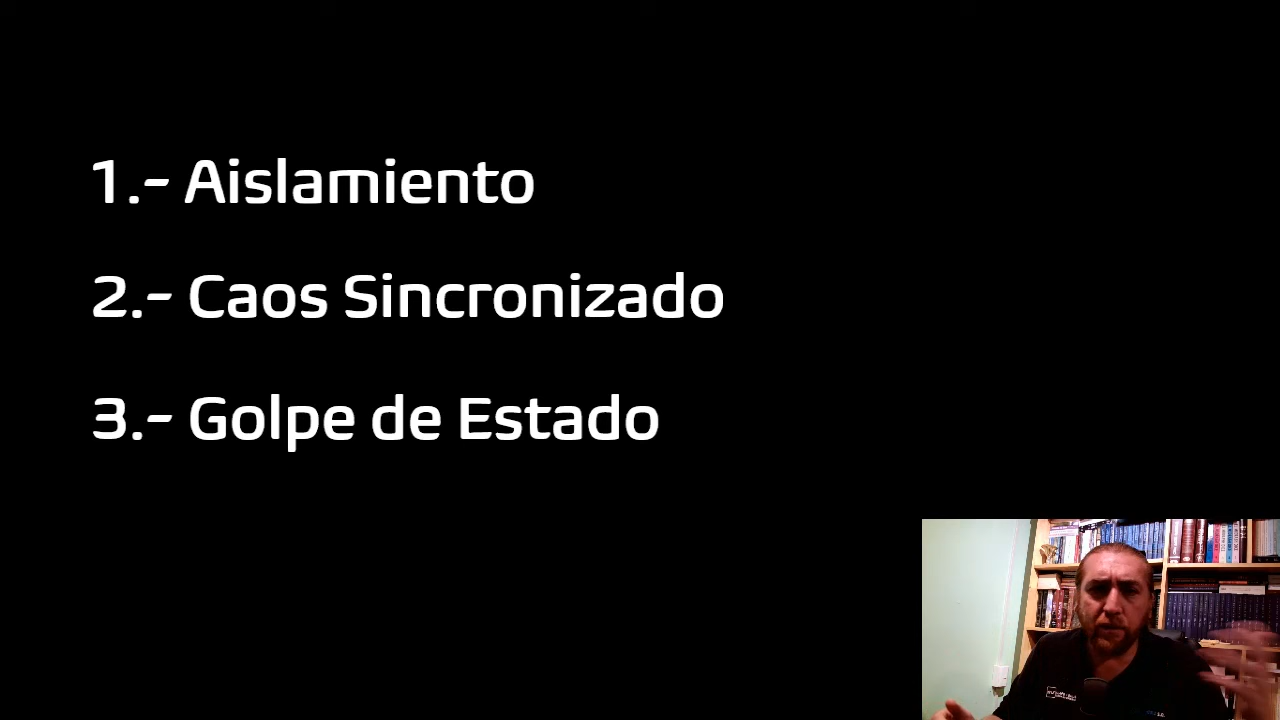 1.- Aislamiento
2.- Caos Sincronizado
3.- Golpe de Estado